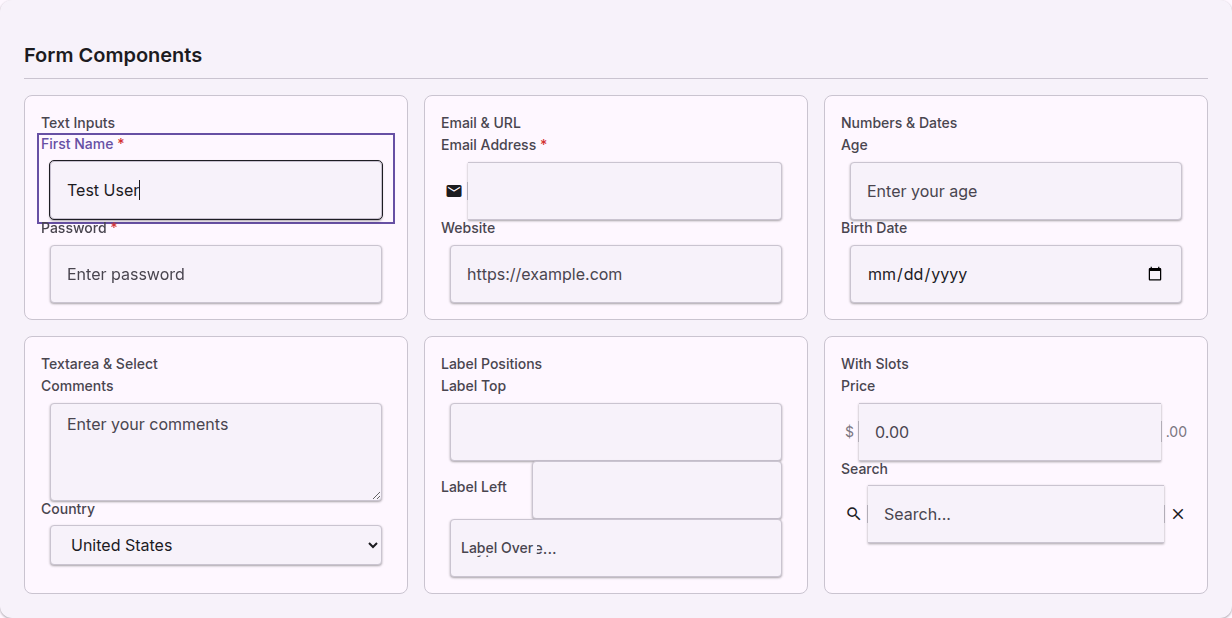 Form Components
Text Inputs
First Name *
Test User
Password *
Enter password
Email & URL
Email Address *
Website
https://example.com
Numbers & Dates
Age
Enter your age
Birth Date
mm/dd/yyyy
Textarea & Select
Comments
Enter your comments
Country
United States
Label Positions
Label Top
Label Left
Label Over
With Slots
Price
$ 0.00 .00
Search
Search...